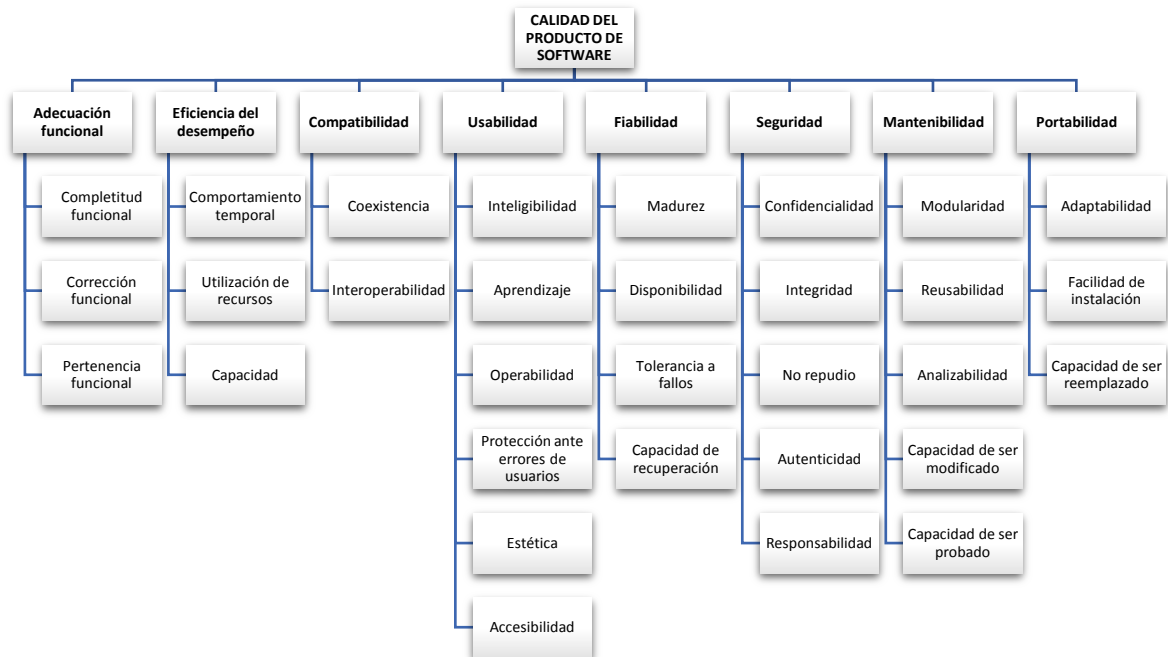 CALIDAD DEL
PRODUCTO DE
SOFTWARE
Adecuación
funcional
Completitud
funcional
Corrección
funcional
Pertenencia
funcional
Eficiencia del
desempeño
Comportamiento
temporal
Utilización de
recursos
Capacidad
Compatibilidad
Coexistencia
Interoperabilidad
Usabilidad
Inteligibilidad
Aprendizaje
Operabilidad
Protección ante
errores de
usuarios
Estética
Accesibilidad
Fiabilidad
Madurez
Disponibilidad
Tolerancia a
fallos
Capacidad de
recuperación
Seguridad
Confidencialidad
Integridad
No repudio
Autenticidad
Responsabilidad
Mantenibilidad
Modularidad
Reusabilidad
Analizabilidad
Capacidad de ser
modificado
Capacidad de ser
probado
Portabilidad
Adaptabilidad
Facilidad de
instalación
Capacidad de ser
reemplazado